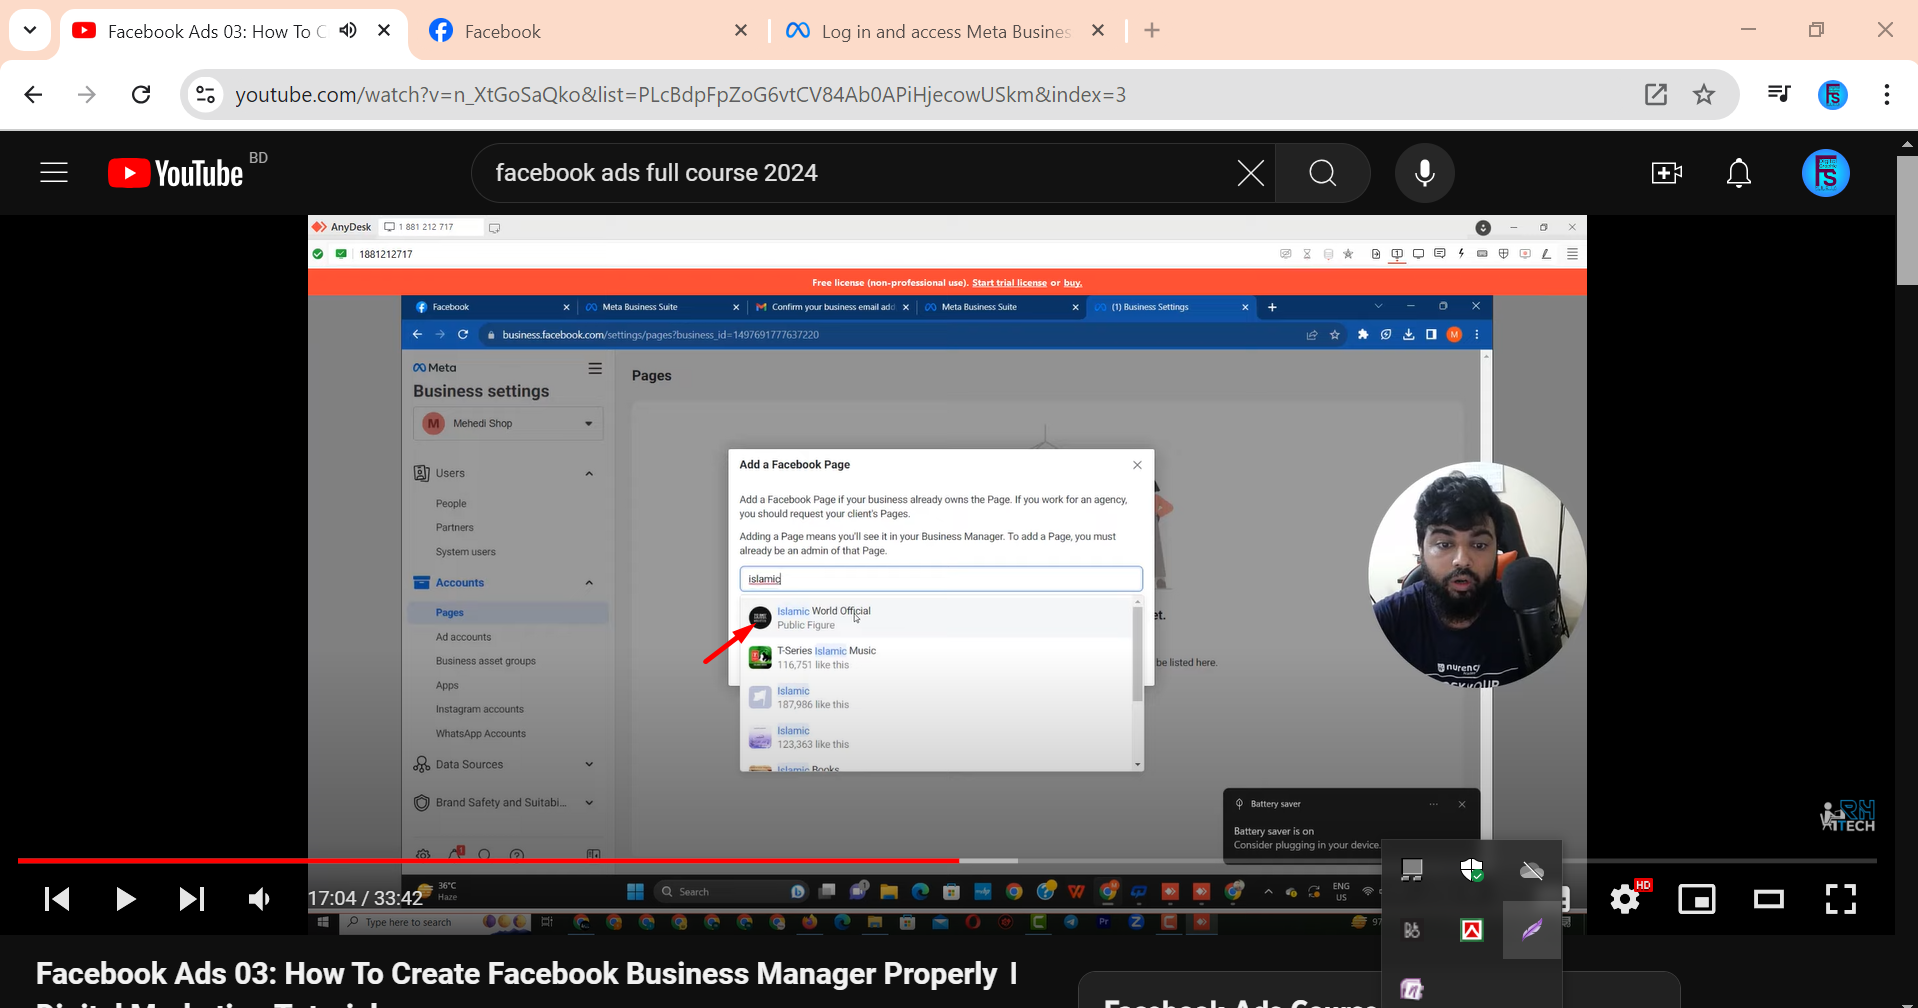 Facebook Ads 03: How To C
Facebook
Log in and access Meta Busines
youtube.com/watch?v=n_XtGoSaQko&list=PLcBdpFpZoG6vtCV84Ab0APiHjecowUSkm&index=3
YouTube BD
facebook ads full course 2024
AnyDesk 1 881 212 717
1881212717
Free license (non-professional use). Start trial license or buy.
Facebook
Meta Business Suite
Confirm your business email add
Meta Business Suite
(1) Business Settings
business.facebook.com/settings/pages?business_id=1497691777637220
M
Meta
Business settings
M Mehedi Shop
Users
People
Partners
System users
Accounts
Pages
Ad accounts
Business asset groups
Apps
Instagram accounts
WhatsApp Accounts
Data Sources
Brand Safety and Suitabi...
Pages
Add a Facebook Page
Add a Facebook Page if your business already owns the Page. If you work for an agency,
you should request your client's Pages.
Adding a Page means you'll see it in your Business Manager. To add a Page, you must
already be an admin of that Page.
islamic
Islamic World Official
Public Figure
T-Series Islamic Music
116,751 like this
Islamic
187,986 like this
Islamic
123,363 like this
Islamic Books
et.
be listed here.
nurency
RH
TECH
Battery saver
Battery saver is on
Consider plugging in your device.
36°C
Haze
Search
ENG
US
17:04 / 33:42
HD
Type here to search
Facebook Ads 03: How To Create Facebook Business Manager Properly I
Digital Marketing Tutorial
Facebook Ads Course